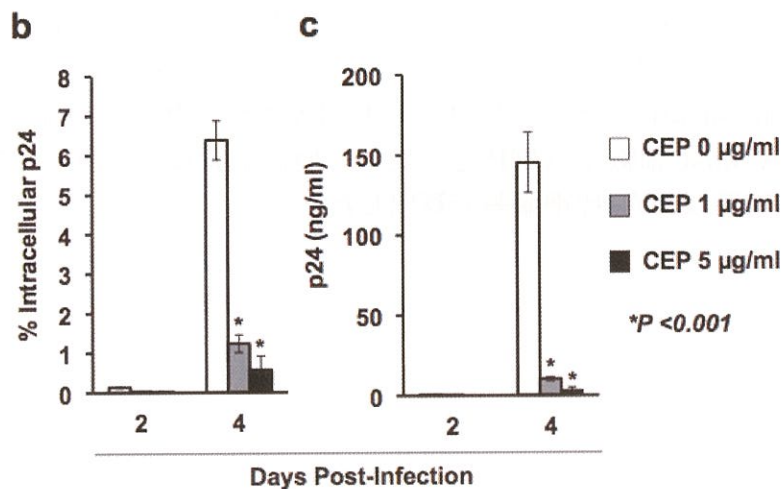 b
% Intracellular p24
8
7
6
5
4
3
2
1
0
*
*
2
4
c
p24 (ng/ml)
200
150
100
50
0
*
*
2
4
CEP 0 µg/ml
CEP 1 µg/ml
CEP 5 µg/ml
*P <0.001
Days Post-Infection